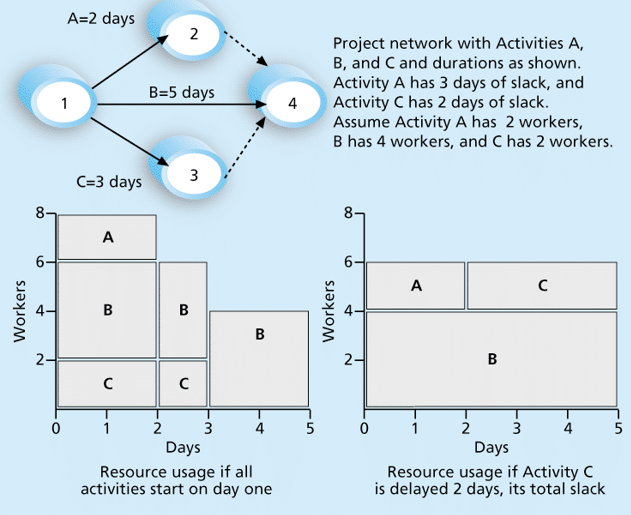 A=2 days
2
Project network with Activities A,
B, and C and durations as shown.
Activity A has 3 days of slack, and
Activity C has 2 days of slack.
Assume Activity A has 2 workers,
B has 4 workers, and C has 2 workers.
1
B=5 days
4
C=3 days
3
8
6
4
2
Workers
A
B
B
B
C
C
0
1
2
3
4
5
Days
Resource usage if all
activities start on day one
8
6
4
2
Workers
A
C
B
0
1
2
3
4
5
Days
Resource usage if Activity C
is delayed 2 days, its total slack